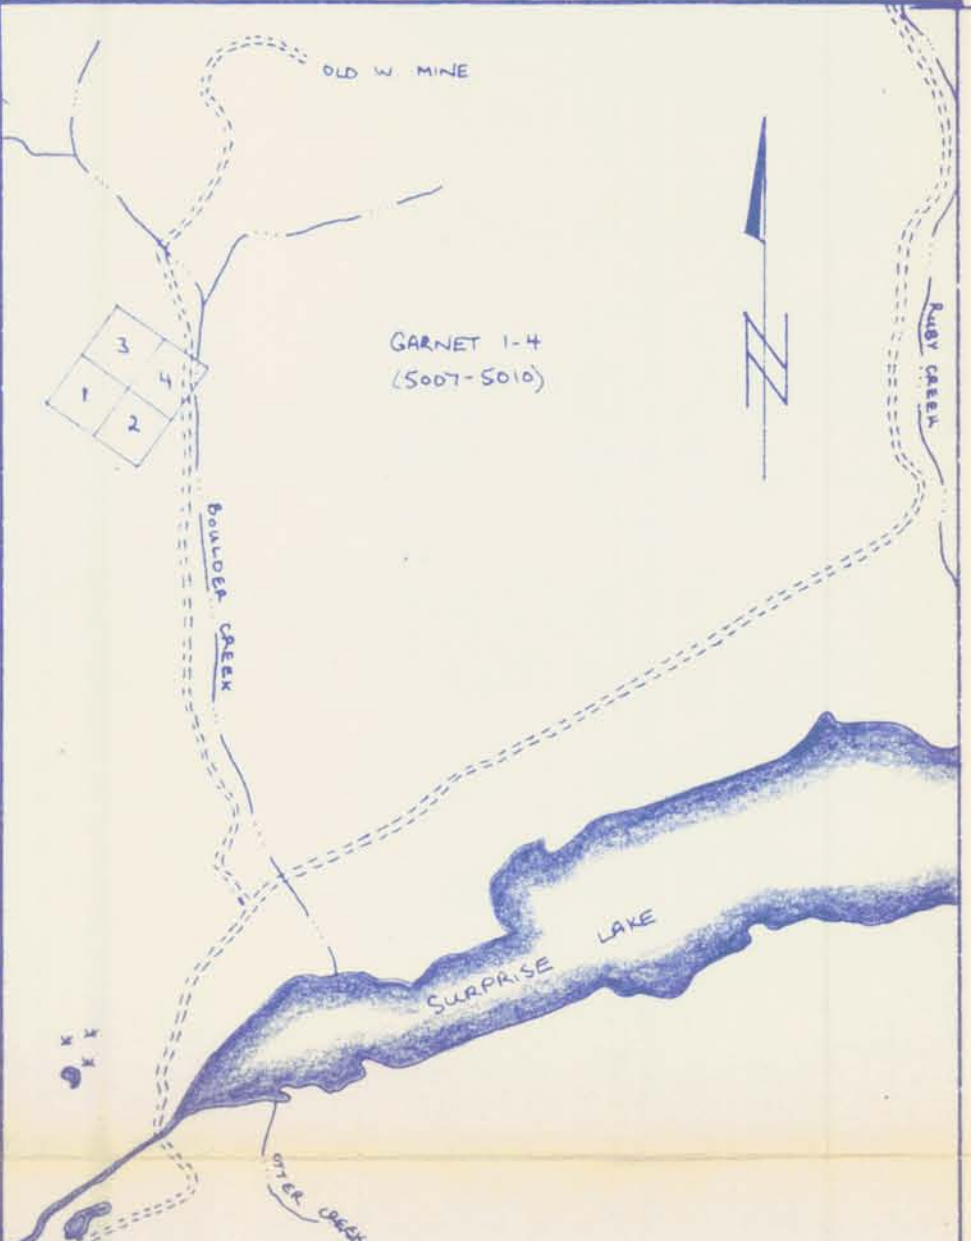 OLD W. MINE
GARNET 1-4
(5007-5010)
N
RUBY CREEK
3
4
1
2
BOULDER CREEK
SURPRISE LAKE
OTTER CREEK